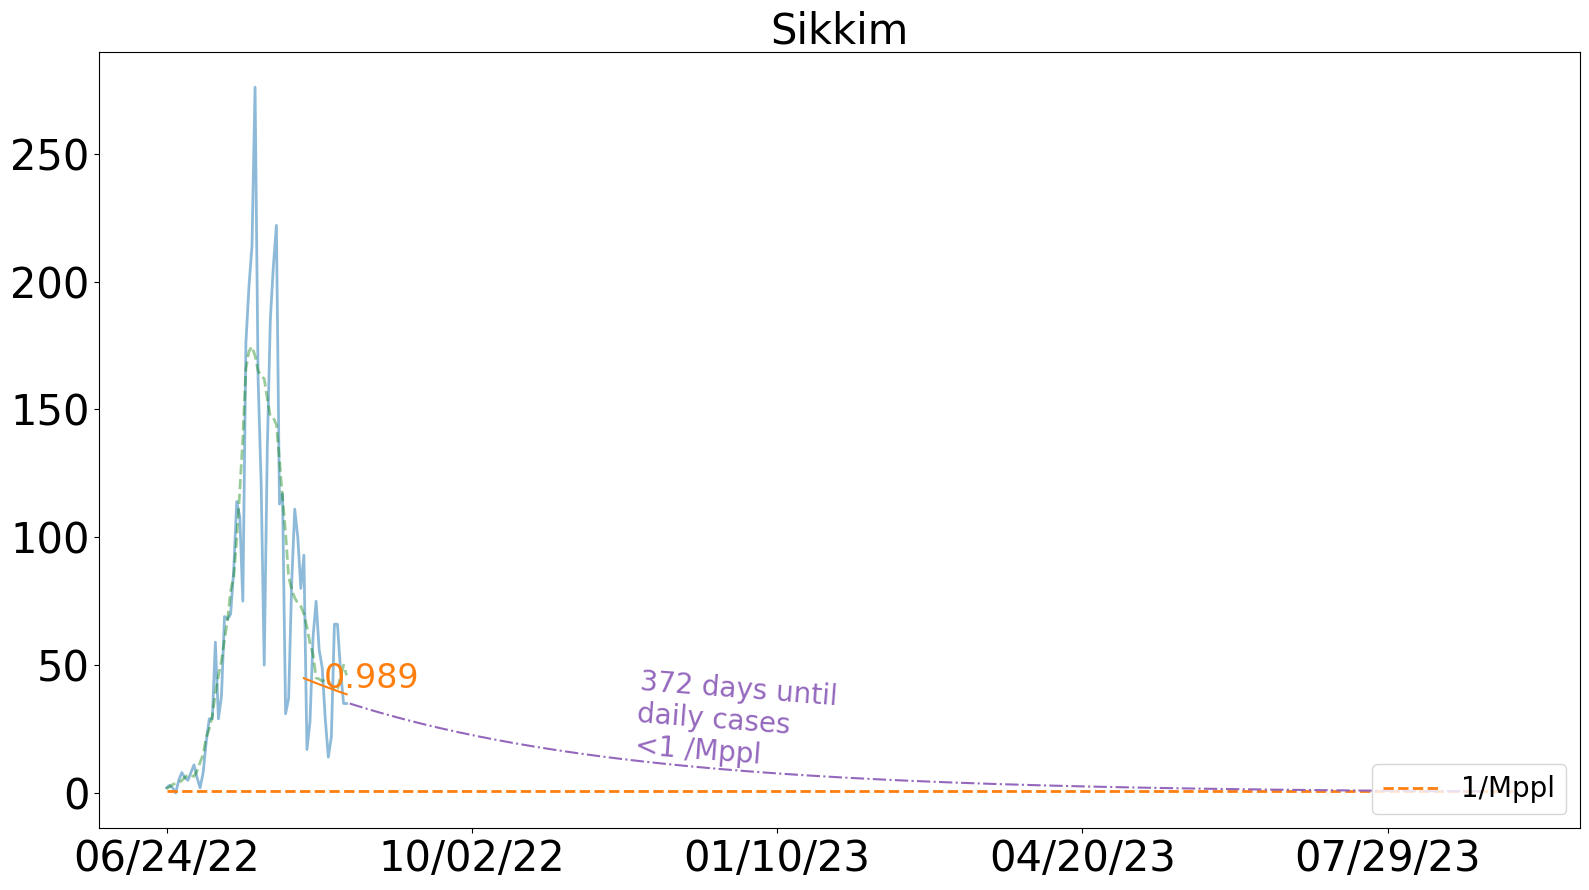 Sikkim
250
200
150
100
50
0
0.989
372 days until
daily cases
<1 /Mppl
1/Mppl
06/24/22
10/02/22
01/10/23
04/20/23
07/29/23